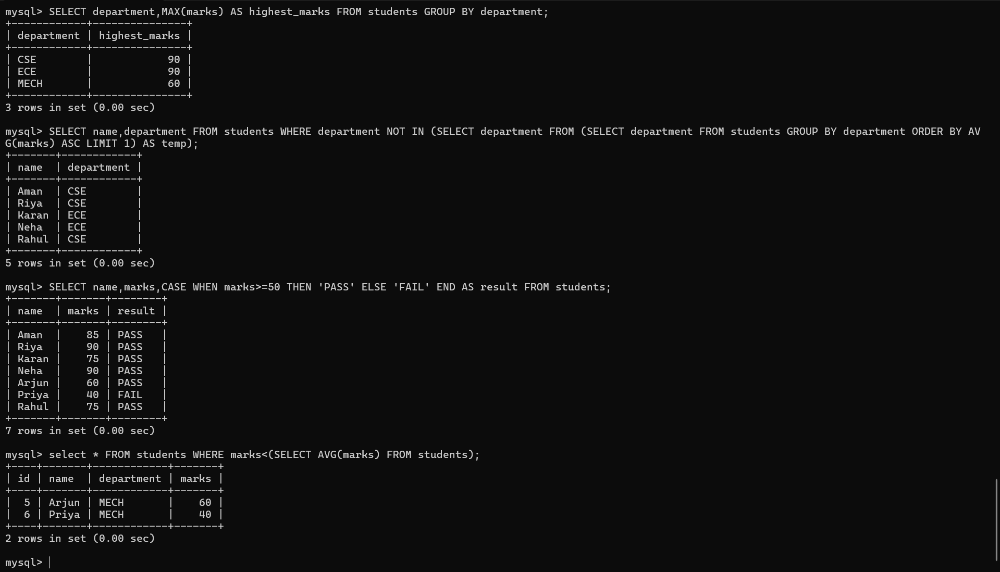 mysql> SELECT department,MAX(marks) AS highest_marks FROM students GROUP BY department;
+------------+---------------+
| department | highest_marks |
+------------+---------------+
| CSE        |            90 |
| ECE        |            90 |
| MECH       |            60 |
+------------+---------------+
3 rows in set (0.00 sec)

mysql> SELECT name,department FROM students WHERE department NOT IN (SELECT department FROM (SELECT department FROM students GROUP BY department ORDER BY AV
G(marks) ASC LIMIT 1) AS temp);
+-------+------------+
| name  | department |
+-------+------------+
| Aman  | CSE        |
| Riya  | CSE        |
| Karan | ECE        |
| Neha  | ECE        |
| Rahul | CSE        |
+-------+------------+
5 rows in set (0.00 sec)

mysql> SELECT name,marks,CASE WHEN marks>=50 THEN 'PASS' ELSE 'FAIL' END AS result FROM students;
+-------+-------+--------+
| name  | marks | result |
+-------+-------+--------+
| Aman  |    85 | PASS   |
| Riya  |    90 | PASS   |
| Karan |    75 | PASS   |
| Neha  |    90 | PASS   |
| Arjun |    60 | PASS   |
| Priya |    40 | FAIL   |
| Rahul |    75 | PASS   |
+-------+-------+--------+
7 rows in set (0.00 sec)

mysql> select * FROM students WHERE marks<(SELECT AVG(marks) FROM students);
+----+-------+------------+-------+
| id | name  | department | marks |
+----+-------+------------+-------+
|  5 | Arjun | MECH       |    60 |
|  6 | Priya | MECH       |    40 |
+----+-------+------------+-------+
2 rows in set (0.00 sec)

mysql>